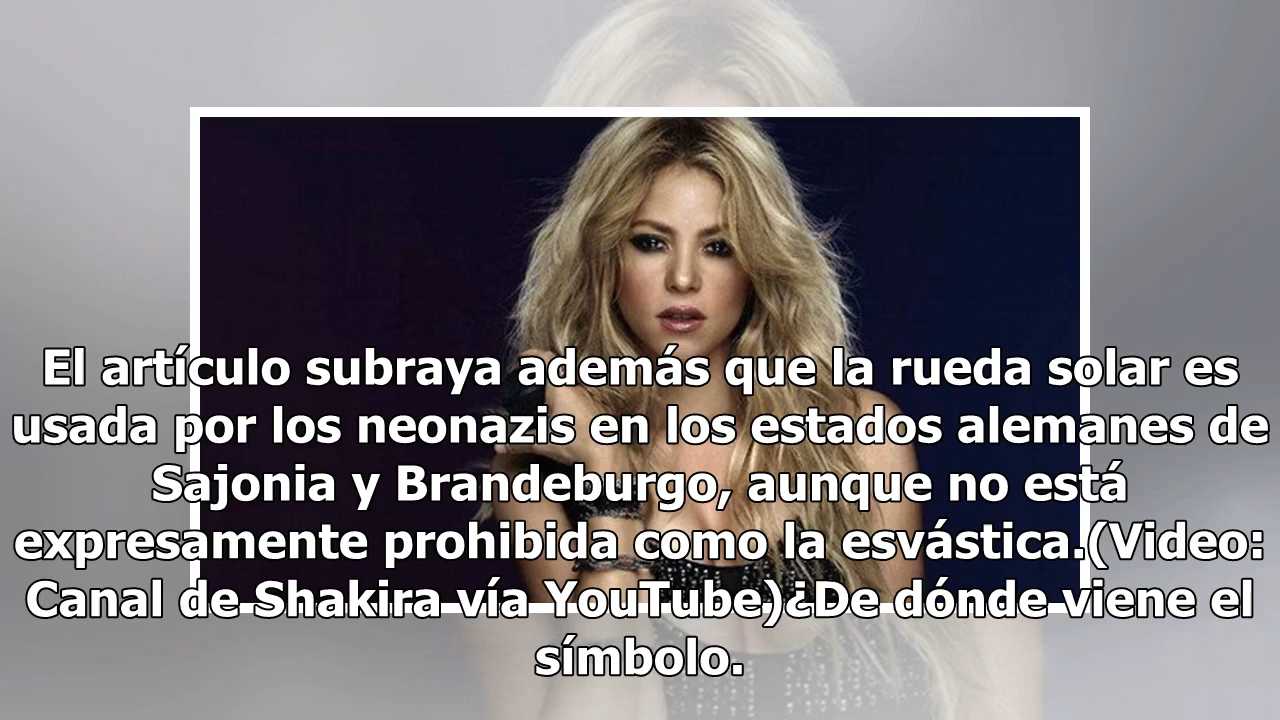 El artículo subraya además que la rueda solar es
usada por los neonazis en los estados alemanes de
Sajonia y Brandeburgo, aunque no está
expresamente prohibida como la esvástica.(Video:
Canal de Shakira vía YouTube)¿De dónde viene el
símbolo.